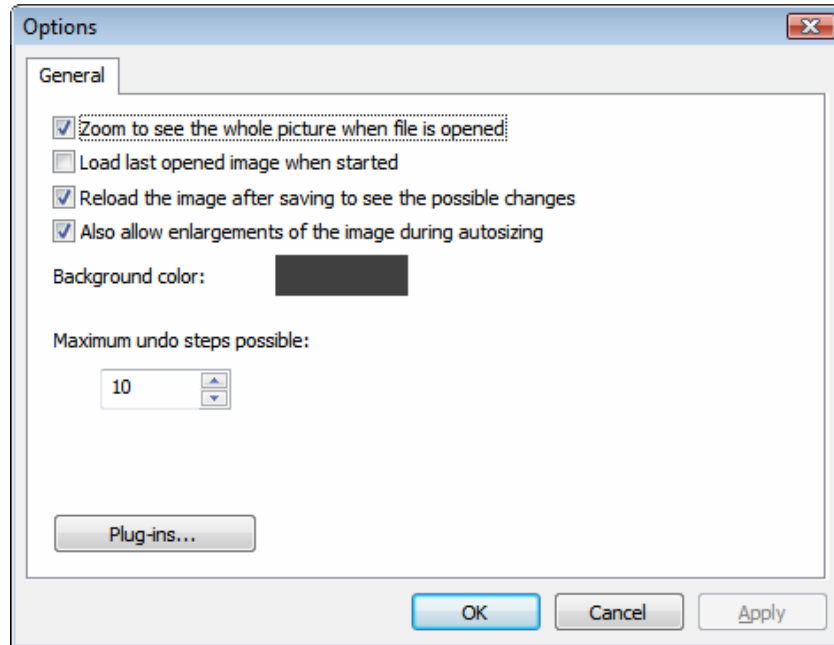 Options
General
Zoom to see the whole picture when file is opened
Load last opened image when started
Reload the image after saving to see the possible changes
Also allow enlargements of the image during autosizing
Background color:
Maximum undo steps possible:
10
Plug-ins...
OK Cancel Apply